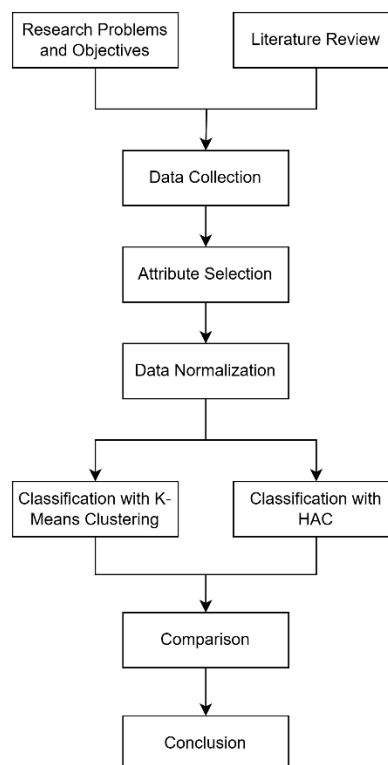 Research Problems
and Objectives
Literature Review
Data Collection
Attribute Selection
Data Normalization
Classification with K-
Means Clustering
Classification with
HAC
Comparison
Conclusion